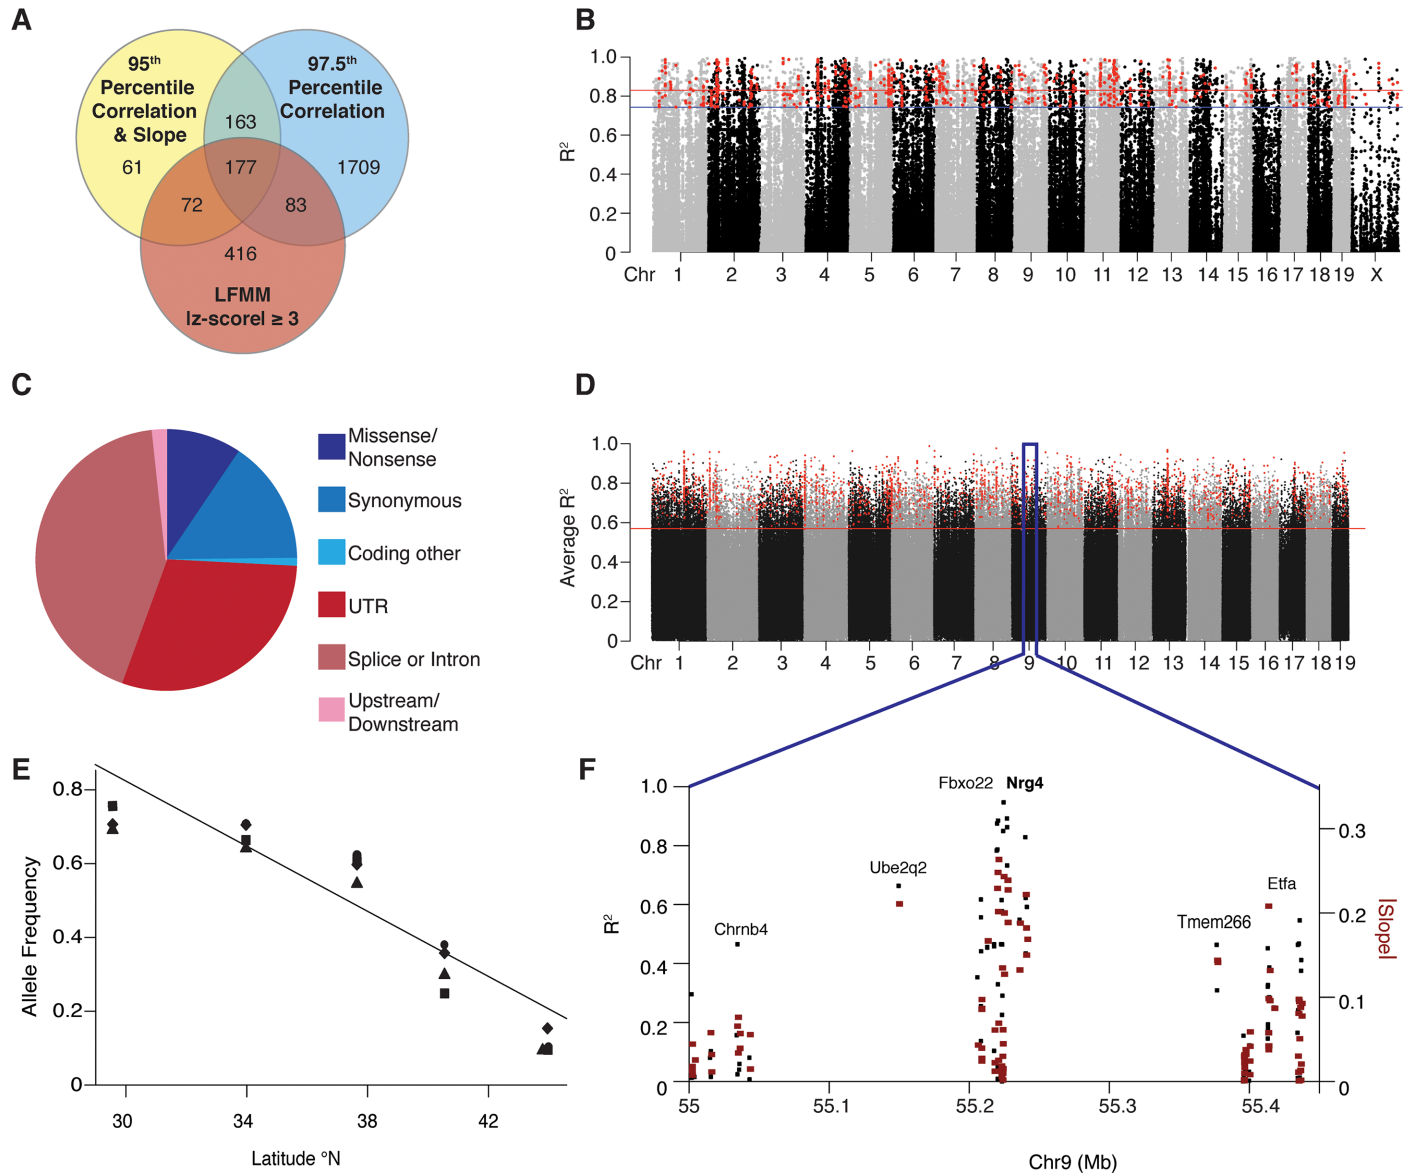 A
95th
Percentile
Correlation
& Slope
97.5th
Percentile
Correlation
163
61
177
1709
72
83
416
LFMM
|z-score| ≥ 3
B
1.0
0.8
0.6
0.4
0.2
0
R²
Chr 1 2 3 4 5 6 7 8 9 10 11 12 13 14 15 16 17 18 19 X
C
Missense/
Nonsense
Synonymous
Coding other
UTR
Splice or Intron
Upstream/
Downstream
D
1.0
0.8
0.6
0.4
0.2
0
Average R²
Chr 1 2 3 4 5 6 7 8 9 10 11 12 13 14 15 16 17 18 19
E
0.8
0.6
0.4
0.2
0
Allele Frequency
30 34 38 42
Latitude °N
F
1.0
0.8
0.6
0.4
0.2
0
R²
Fbxo22 Nrg4
Ube2q2
Chrnb4
Etfa
Tmem266
0.3
0.2
0.1
0
|Slope|
55 55.1 55.2 55.3 55.4
Chr9 (Mb)